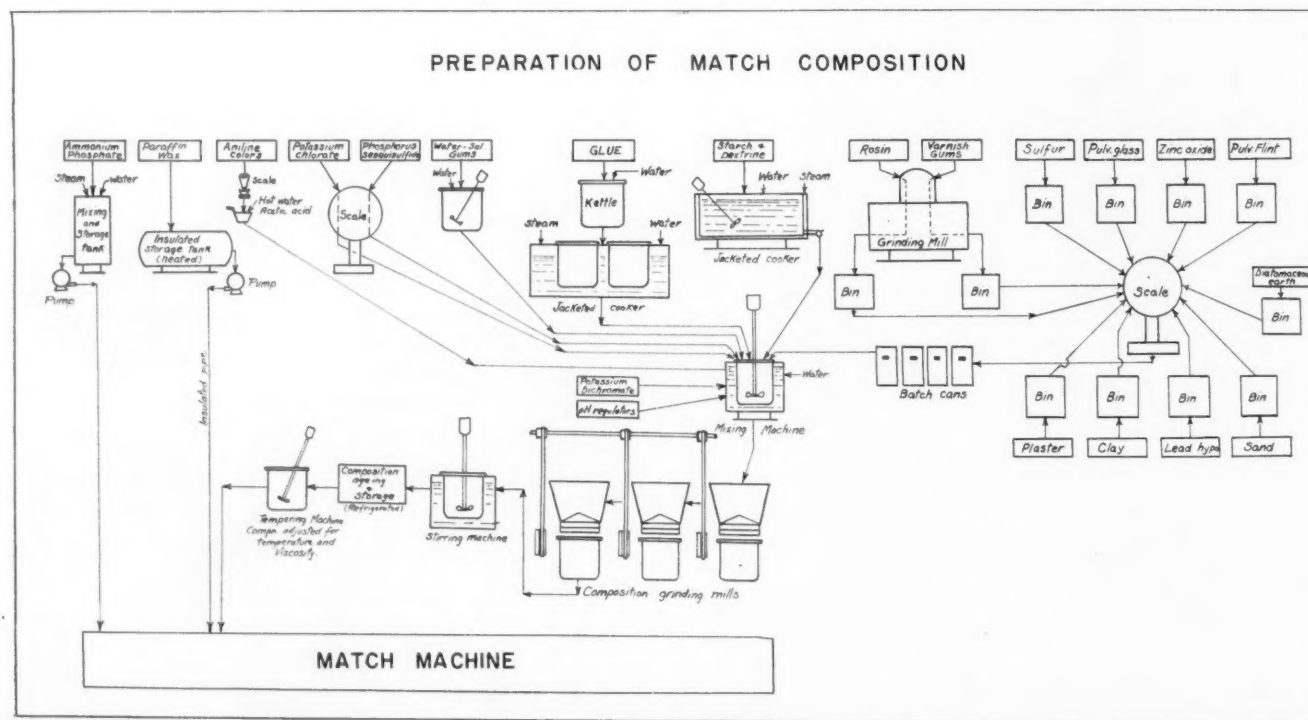 PREPARATION OF MATCH COMPOSITION
Ammonium
Phosphate
Paraffin
Wax
Aniline
Colors
Potassium
chlorate
Phosphorus
Sesquisulfide
Water-Sol
Gums
GLUE
Starch &
Dextrine
Rosin
Varnish
Gums
Sulfur
Pulv. glass
Zinc oxide
Pulv. Flint
Steam
Water
Mixing
and
Storage
Tank
Pump
Insulated
Storage Tank
(heated)
Pump
Scale
Hot water
Acetic acid
Scale
Water
Water
Kettle
Steam
Water
Jacketed cooker
Water
Steam
Jacketed cooker
Grinding Mill
Bin
Bin
Bin
Bin
Bin
Bin
Scale
Diatomaceous
earth
Bin
Batch cans
Bin
Bin
Bin
Bin
Plaster
Clay
Lead hypo
Sand
Insulated pipe
Potassium
bichromate
pH regulators
Water
Mixing Machine
Tempering Machine
Compn. adjusted for
Temperature and
Viscosity.
Composition
ageing
&
Storage
(Refrigerated)
Stirring machine
Composition grinding mills
MATCH MACHINE